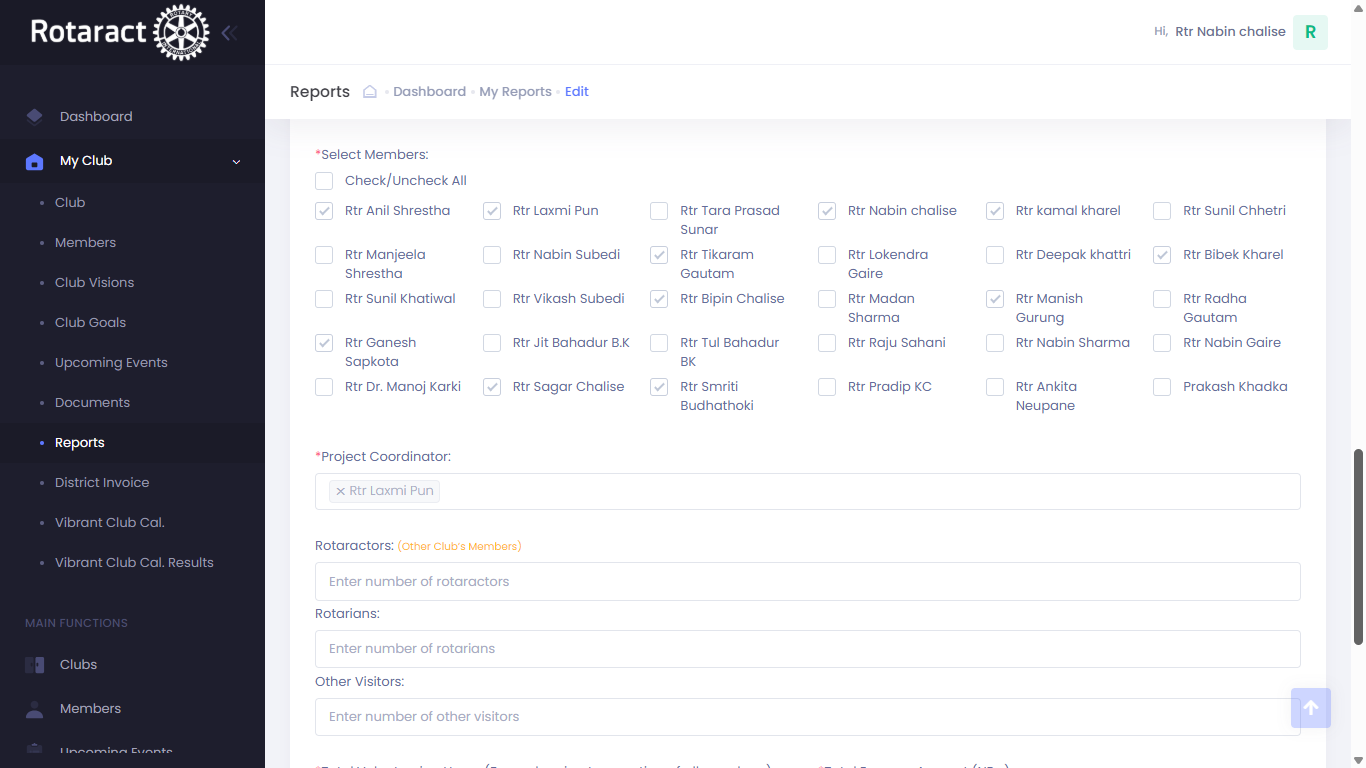 Rotaract
ROTARY
INTERNATIONAL
Hi, Rtr Nabin chalise R
Reports • Dashboard • My Reports • Edit
Dashboard
My Club
Club
Members
Club Visions
Club Goals
Upcoming Events
Documents
Reports
District Invoice
Vibrant Club Cal.
Vibrant Club Cal. Results
MAIN FUNCTIONS
Clubs
Members
Upcoming Events
*Select Members:
Check/Uncheck All
Rtr Anil Shrestha
Rtr Laxmi Pun
Rtr Tara Prasad
Sunar
Rtr Nabin chalise
Rtr kamal kharel
Rtr Sunil Chhetri
Rtr Manjeela
Shrestha
Rtr Nabin Subedi
Rtr Tikaram
Gautam
Rtr Lokendra
Gaire
Rtr Deepak khattri
Rtr Bibek Kharel
Rtr Sunil Khatiwal
Rtr Vikash Subedi
Rtr Bipin Chalise
Rtr Madan
Sharma
Rtr Manish
Gurung
Rtr Radha
Gautam
Rtr Ganesh
Sapkota
Rtr Jit Bahadur B.K
Rtr Tul Bahadur
BK
Rtr Raju Sahani
Rtr Nabin Sharma
Rtr Nabin Gaire
Rtr Dr. Manoj Karki
Rtr Sagar Chalise
Rtr Smriti
Budhathoki
Rtr Pradip KC
Rtr Ankita
Neupane
Prakash Khadka
*Project Coordinator:
× Rtr Laxmi Pun
Rotaractors: (Other Club's Members)
Enter number of rotaractors
Rotarians:
Enter number of rotarians
Other Visitors:
Enter number of other visitors